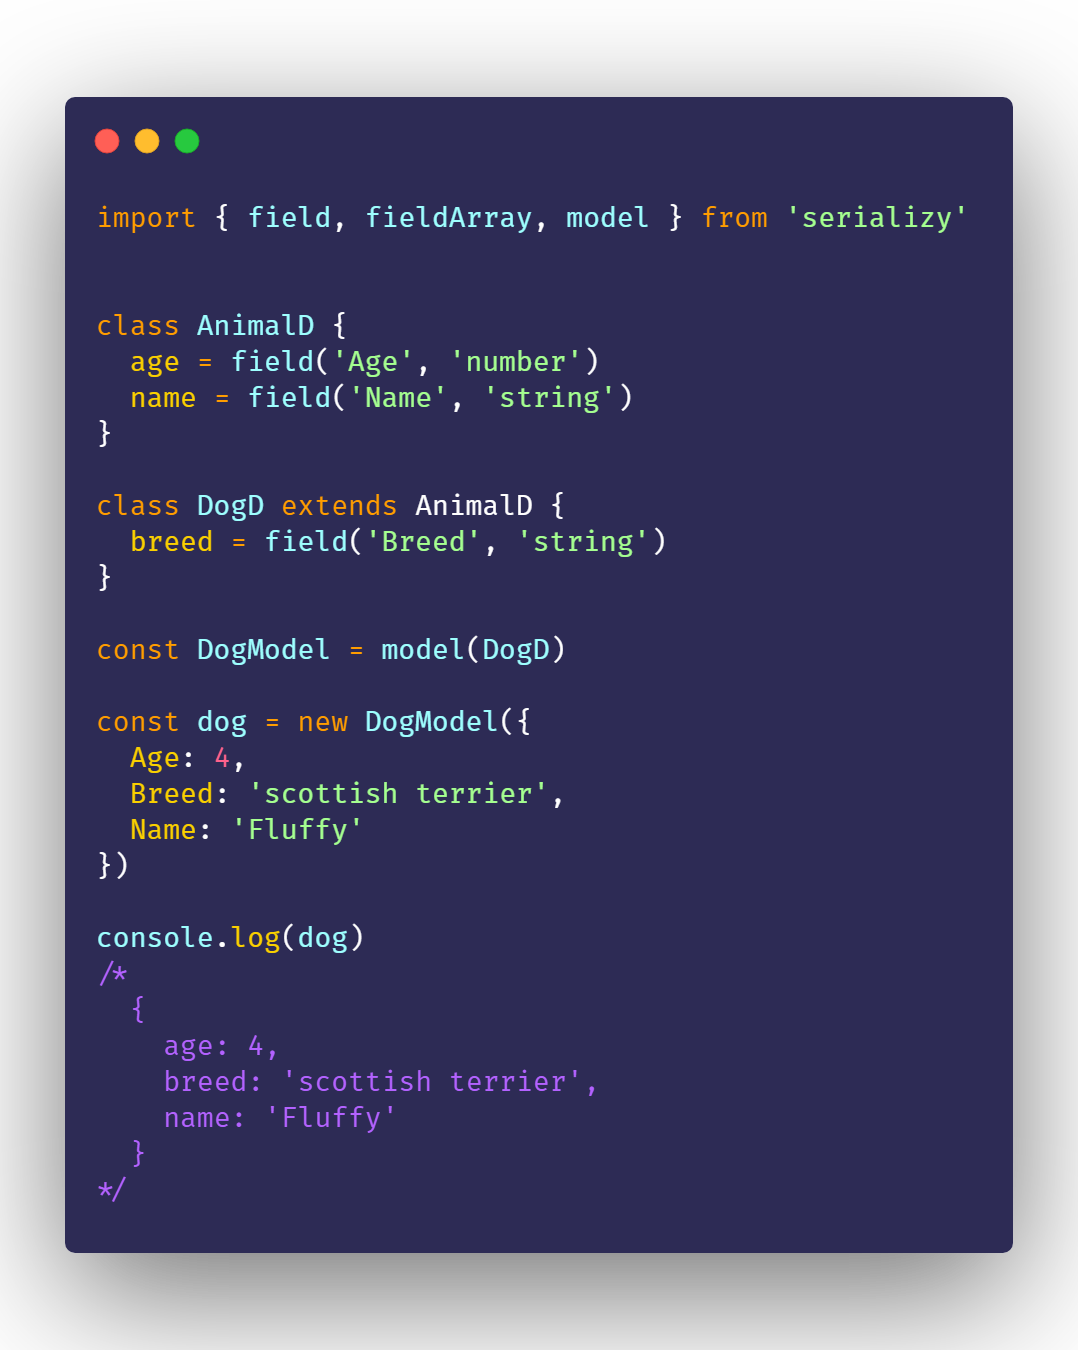 import { field, fieldArray, model } from 'serializy'
class AnimalD {
  age = field('Age', 'number')
  name = field('Name', 'string')
}
class DogD extends AnimalD {
  breed = field('Breed', 'string')
}
const DogModel = model(DogD)
const dog = new DogModel({
  Age: 4,
  Breed: 'scottish terrier',
  Name: 'Fluffy'
})
console.log(dog)
/*
  {
    age: 4,
    breed: 'scottish terrier',
    name: 'Fluffy'
  }
*/